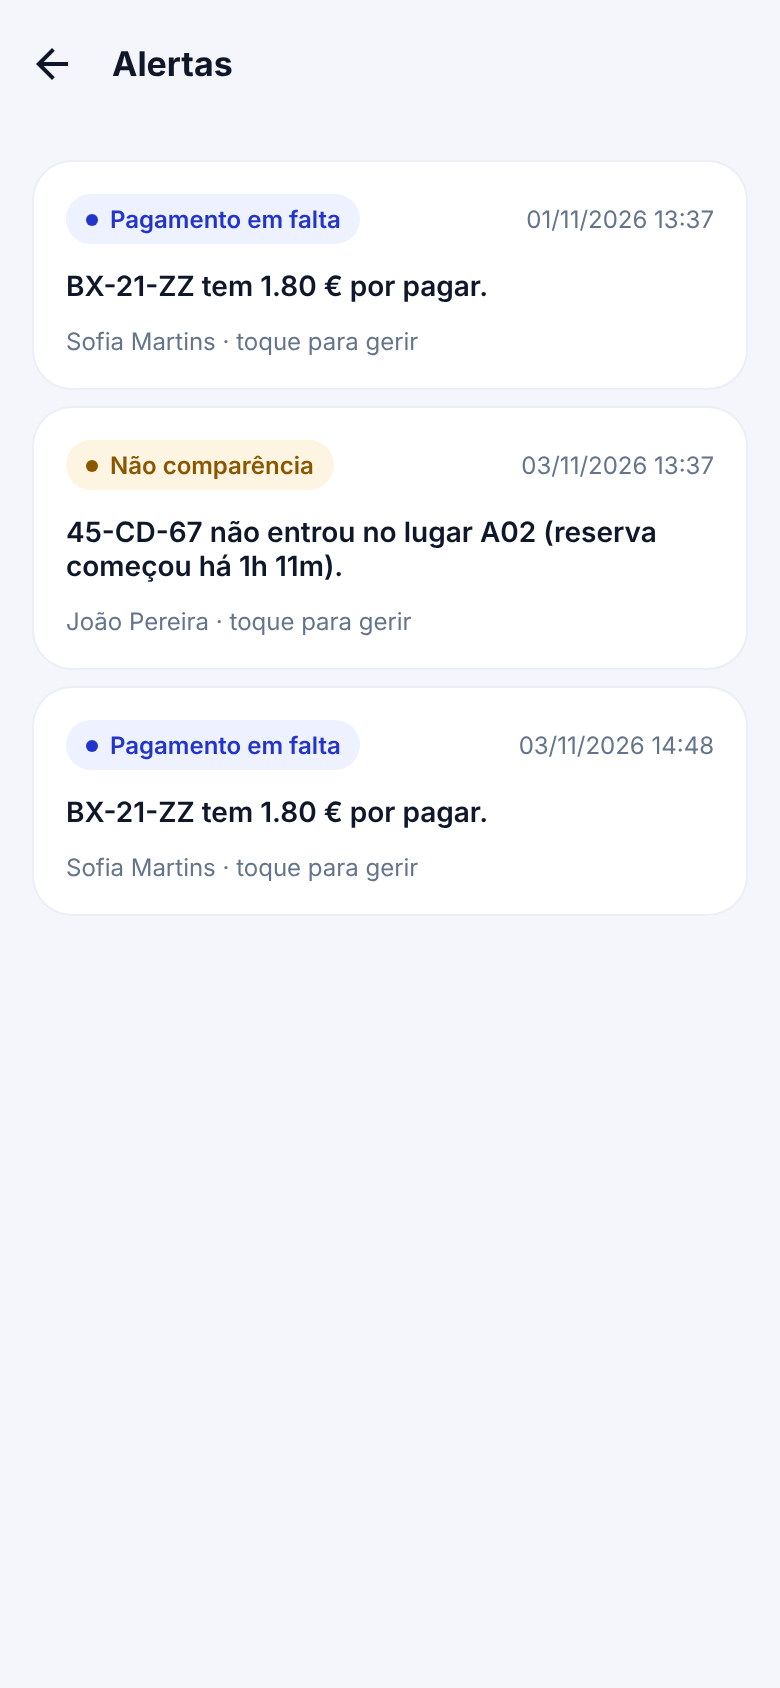 Alertas
Pagamento em falta
01/11/2026 13:37
BX-21-ZZ tem 1.80 € por pagar.
Sofia Martins · toque para gerir
Não comparência
03/11/2026 13:37
45-CD-67 não entrou no lugar A02 (reserva
começou há 1h 11m).
João Pereira · toque para gerir
Pagamento em falta
03/11/2026 14:48
BX-21-ZZ tem 1.80 € por pagar.
Sofia Martins · toque para gerir